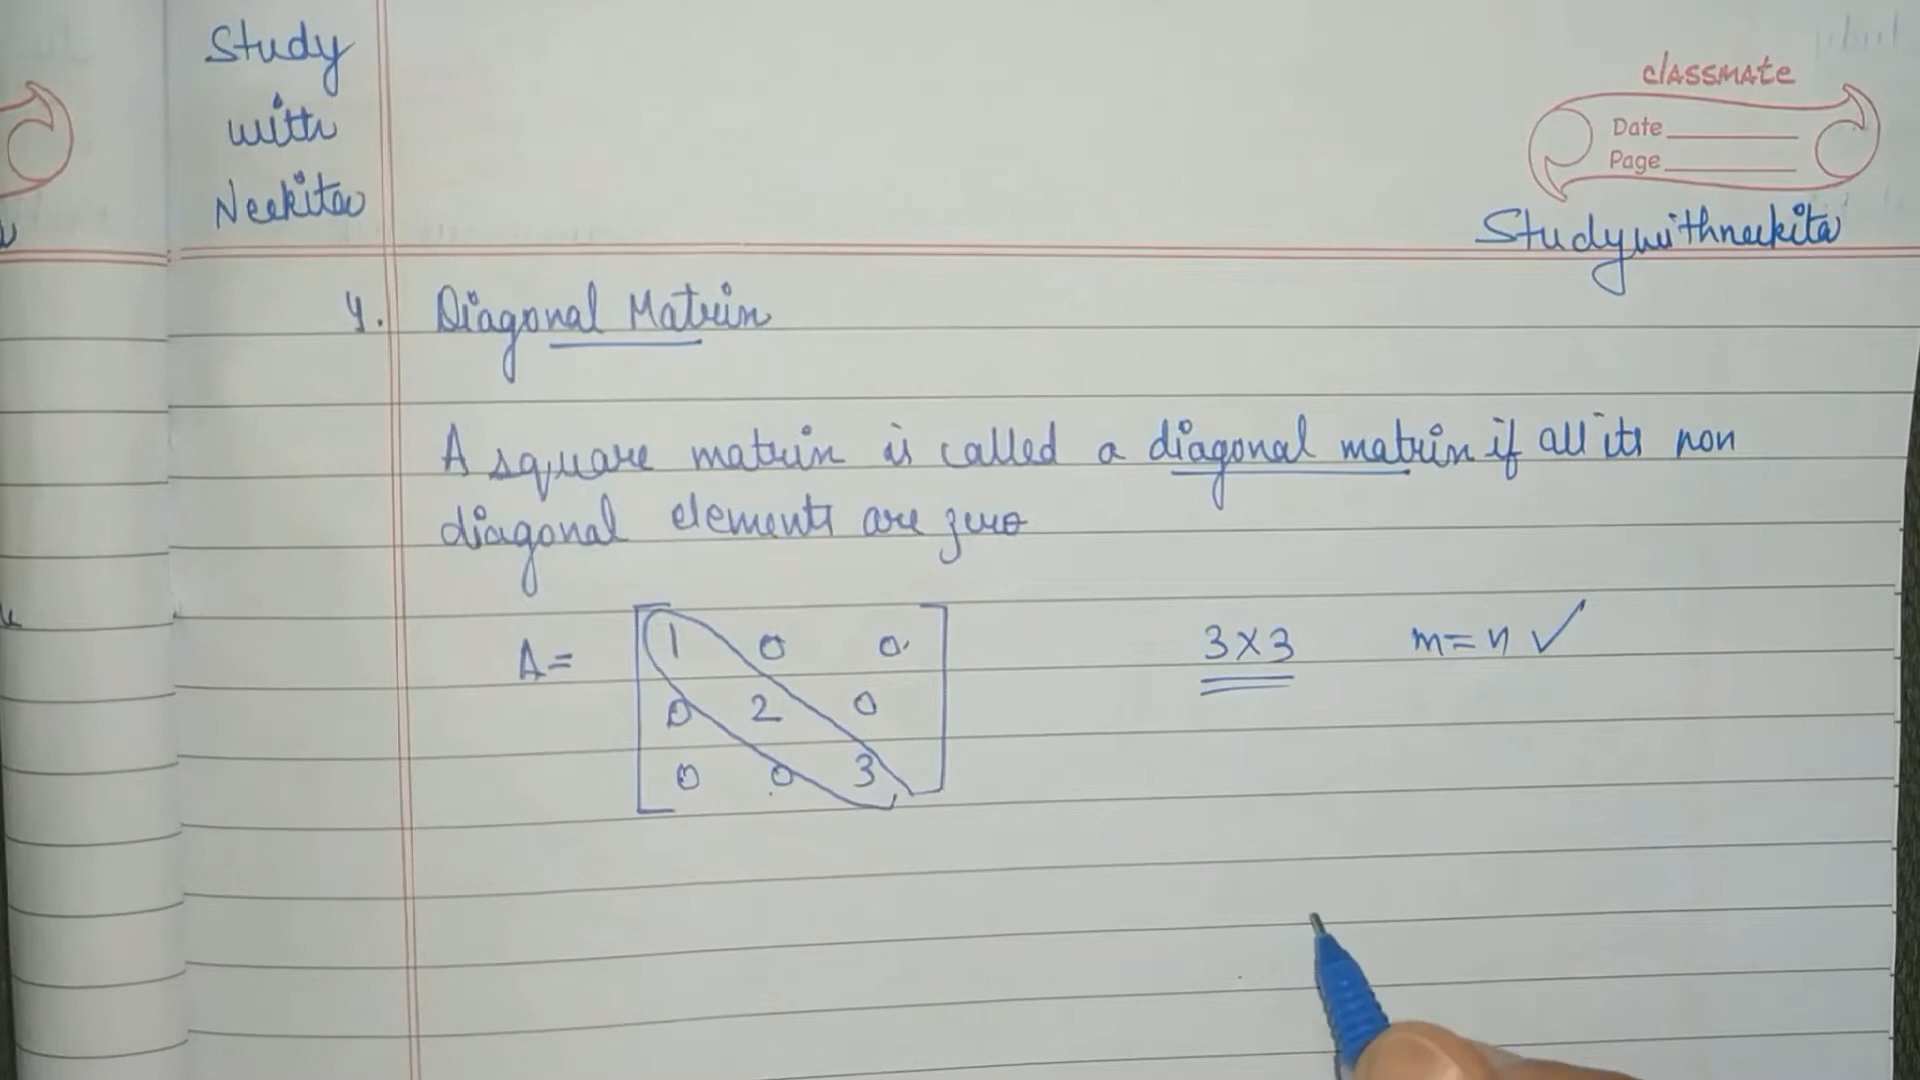 Study
with
Neekita
classmate
Date
Page
Studywithneekita
4. Diagonal Matrix
A square matrix is called a diagonal matrix if all its non
diagonal elements are zero
A = [ 1 0 0
0 2 0
0 0 3 ]
3×3 m=n ✓